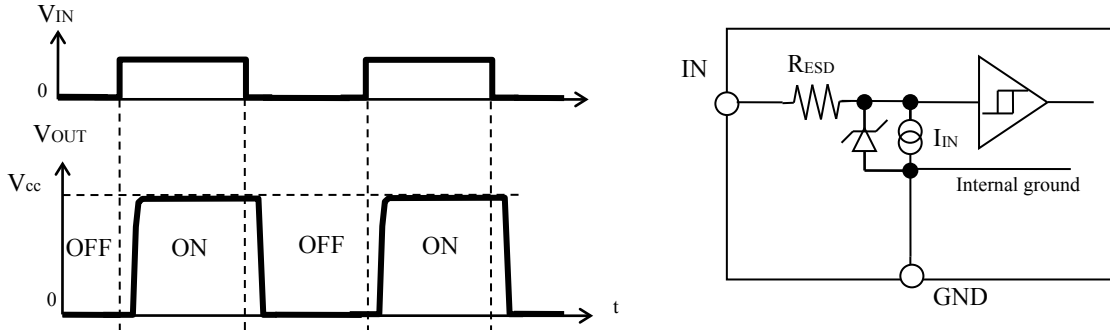 VIN
0
VOUT
Vcc
OFF
ON
OFF
ON
0
t
IN
RESD
IIN
Internal ground
GND